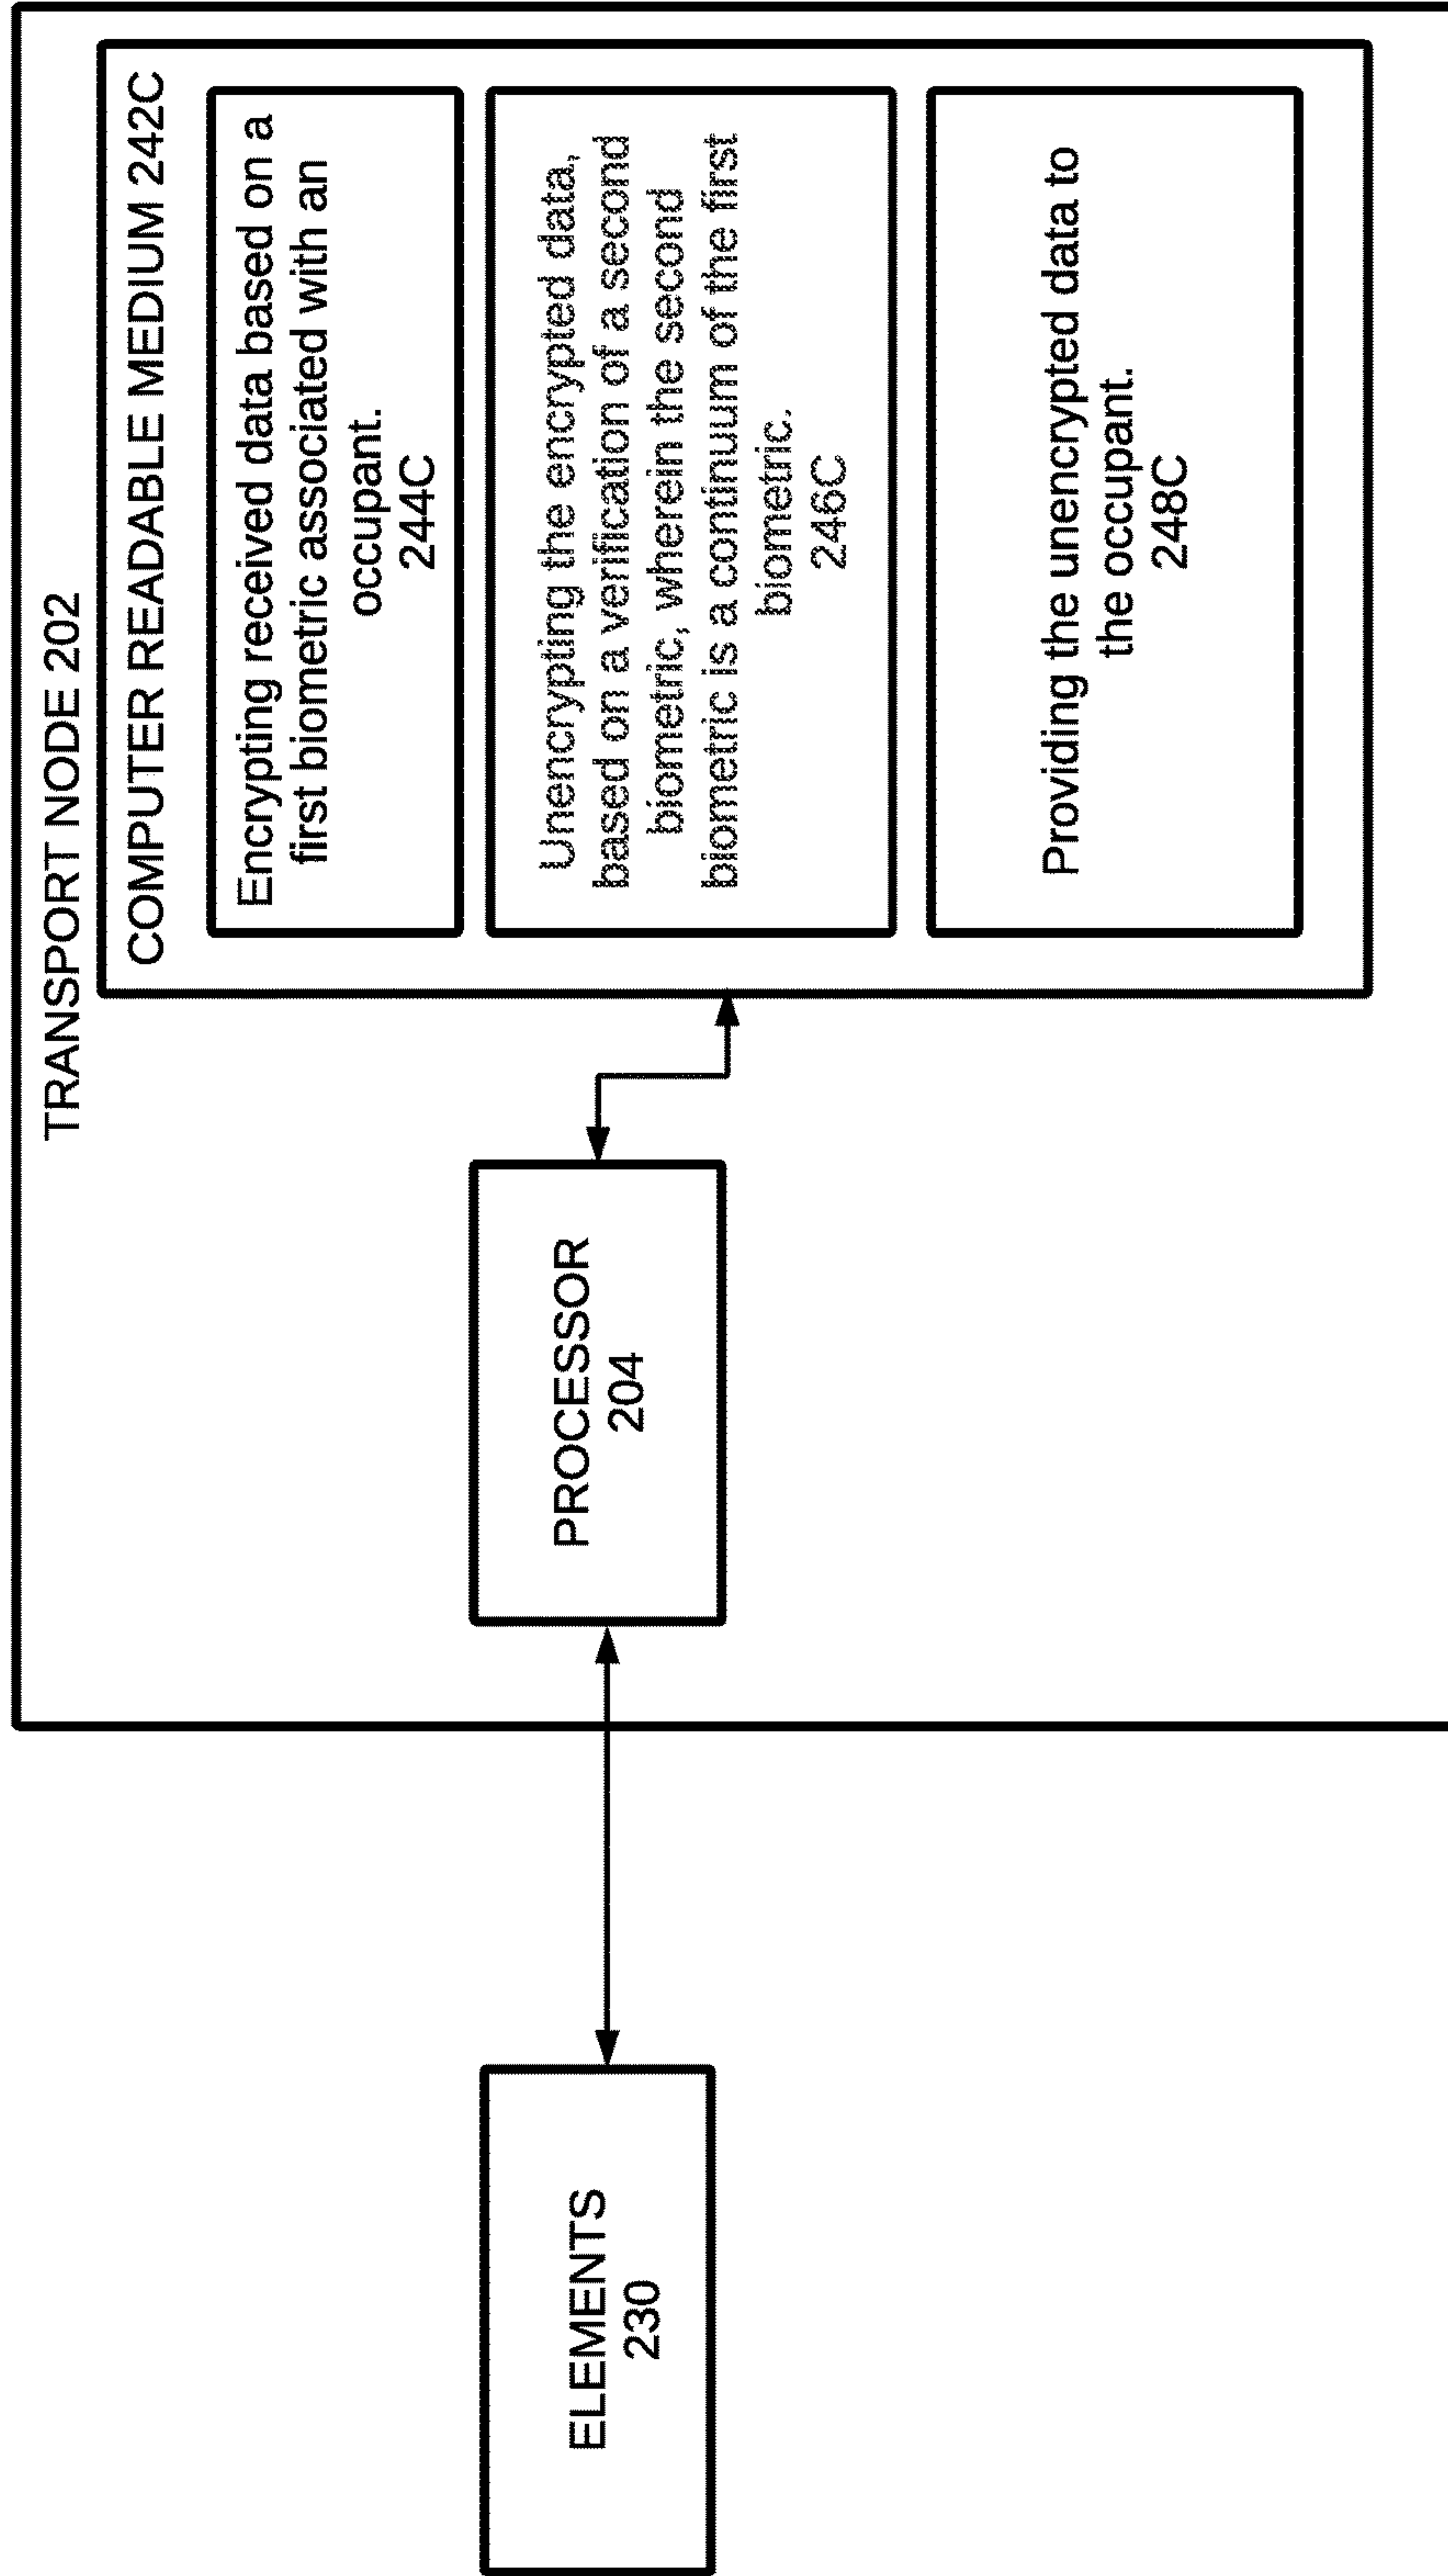 TRANSPORT NODE 202
COMPUTER READABLE MEDIUM 242C
Encrypting received data based on a
first biometric associated with an
occupant.
244C
Unencrypting the encrypted data,
based on a verification of a second
biometric, wherein the second
biometric is a continuum of the first
biometric.
246C
Providing the unencrypted data to
the occupant.
248C
PROCESSOR
204
ELEMENTS
230